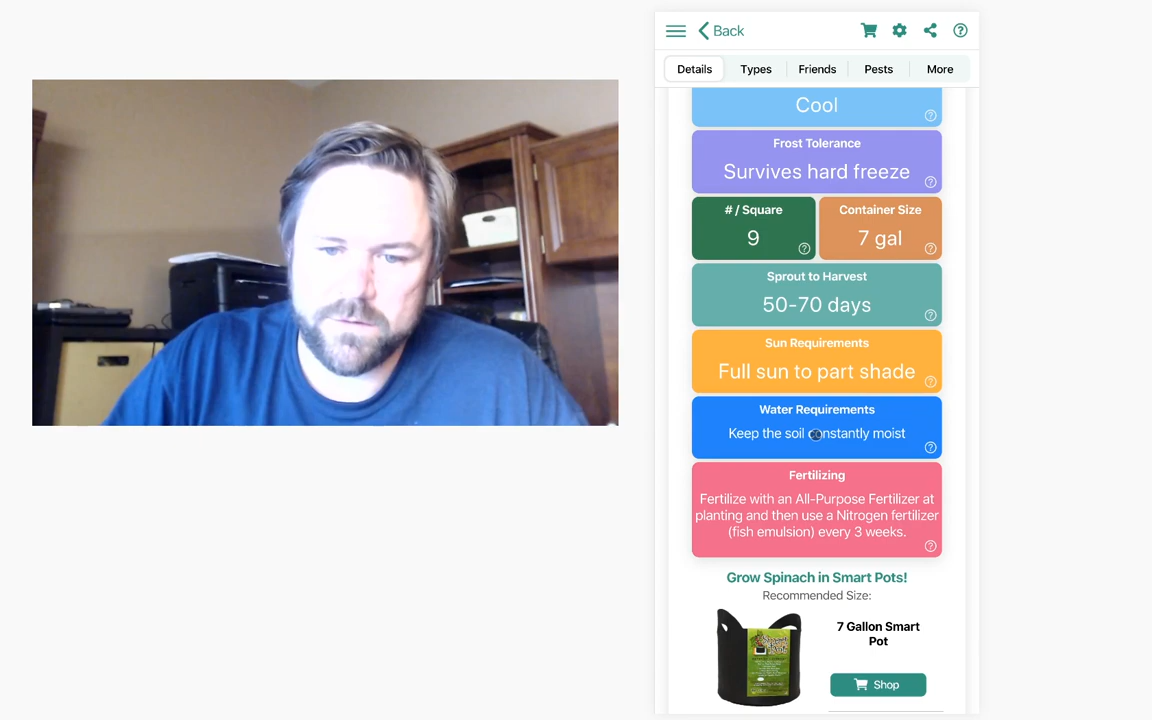 Back
Details
Types
Friends
Pests
More
Cool
Frost Tolerance
Survives hard freeze
# / Square
9
Container Size
7 gal
Sprout to Harvest
50-70 days
Sun Requirements
Full sun to part shade
Water Requirements
Keep the soil constantly moist
Fertilizing
Fertilize with an All-Purpose Fertilizer at
planting and then use a Nitrogen fertilizer
(fish emulsion) every 3 weeks.
Grow Spinach in Smart Pots!
Recommended Size:
7 Gallon Smart
Pot
Shop